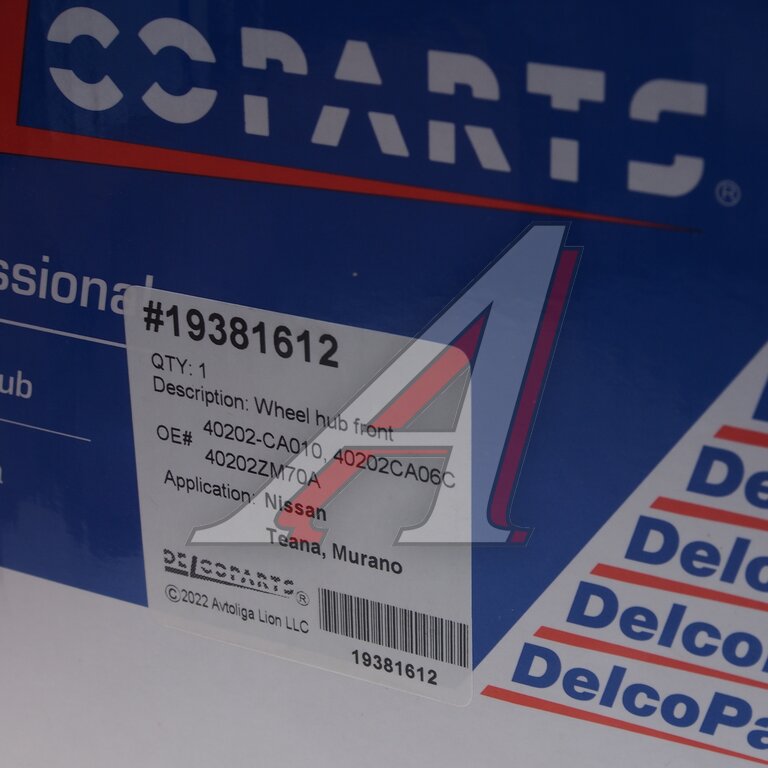 COPARTS®
ssional
#19381612
QTY: 1
ub
Description: Wheel hub front
OE# 40202-CA010, 40202CA06C
40202ZM70A
Application: Nissan
Teana, Murano
DELCOPARTS®
©2022 Avtoliga Lion LLC
19381612
De
Delco
Delco
DelcoPa